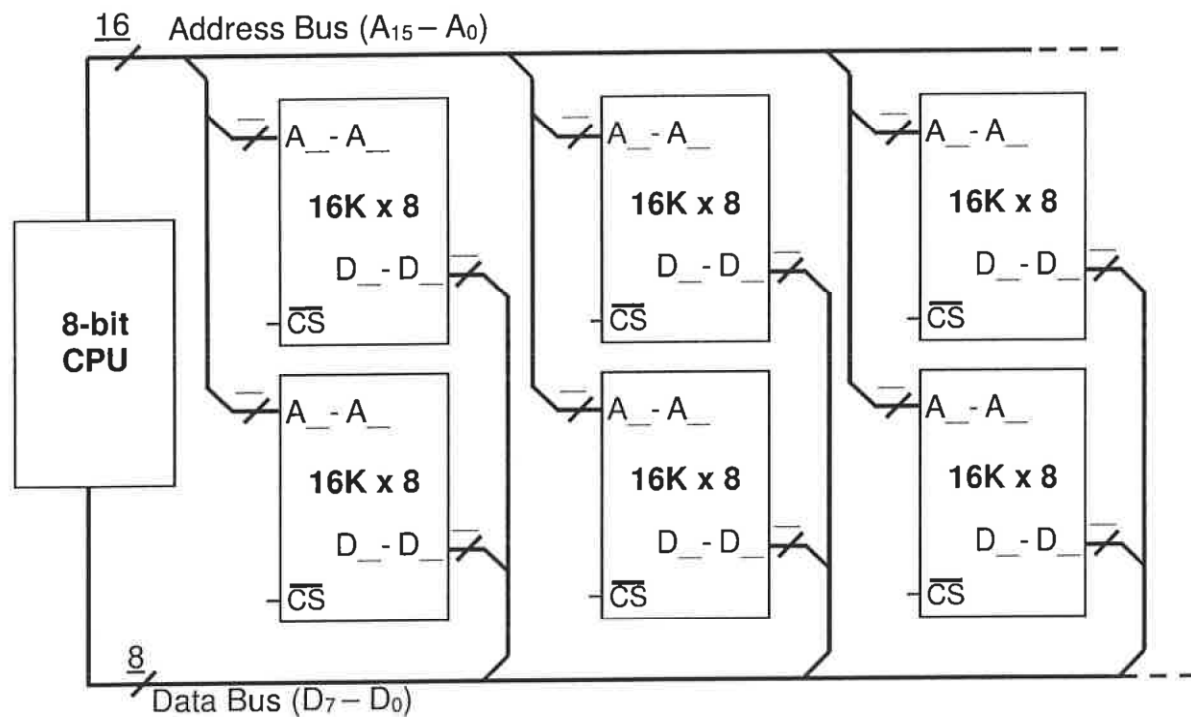 16 Address Bus (A15 – A0)
A__- A__
16K x 8
D__- D__
CS
A__- A__
16K x 8
D__- D__
CS
A__- A__
16K x 8
D__- D__
CS
8-bit
CPU
A__- A__
16K x 8
D__- D__
CS
A__- A__
16K x 8
D__- D__
CS
A__- A__
16K x 8
D__- D__
CS
8
Data Bus (D7 – D0)